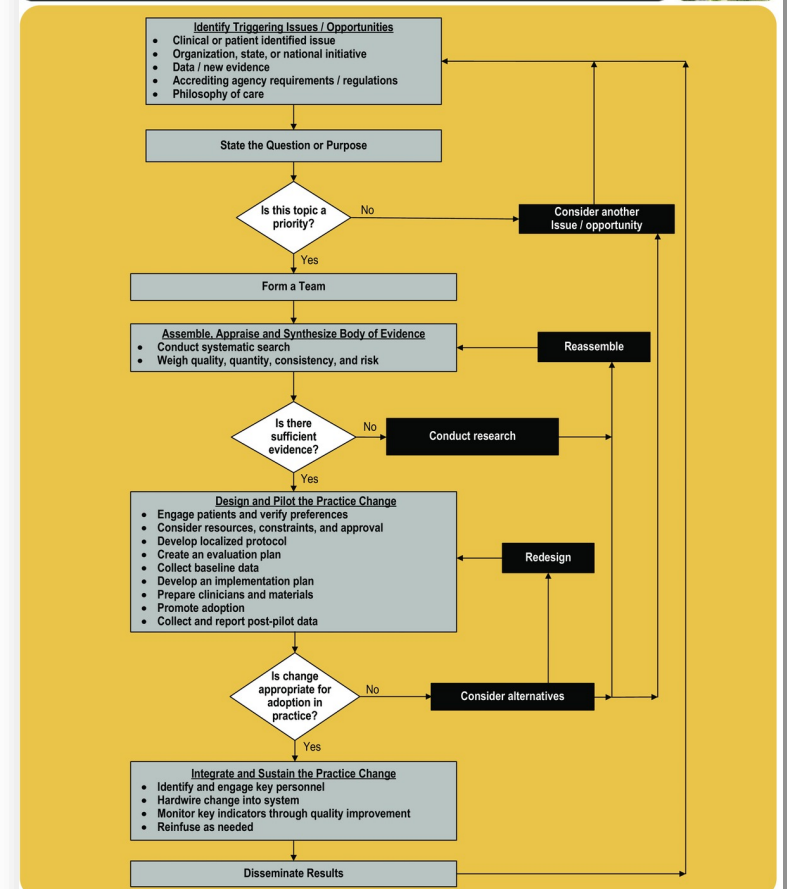 Identify Triggering Issues / Opportunities
• Clinical or patient identified issue
• Organization, state, or national initiative
• Data / new evidence
• Accrediting agency requirements / regulations
• Philosophy of care
State the Question or Purpose
Is this topic a
priority?
No
Consider another
Issue / opportunity
Yes
Form a Team
Assemble, Appraise and Synthesize Body of Evidence
• Conduct systematic search
• Weigh quality, quantity, consistency, and risk
Reassemble
Is there
sufficient
evidence?
No
Conduct research
Yes
Design and Pilot the Practice Change
• Engage patients and verify preferences
• Consider resources, constraints, and approval
• Develop localized protocol
• Create an evaluation plan
• Collect baseline data
• Develop an implementation plan
• Prepare clinicians and materials
• Promote adoption
• Collect and report post-pilot data
Redesign
Is change
appropriate for
adoption in
practice?
No
Consider alternatives
Yes
Integrate and Sustain the Practice Change
• Identify and engage key personnel
• Hardwire change into system
• Monitor key indicators through quality improvement
• Reinfuse as needed
Disseminate Results